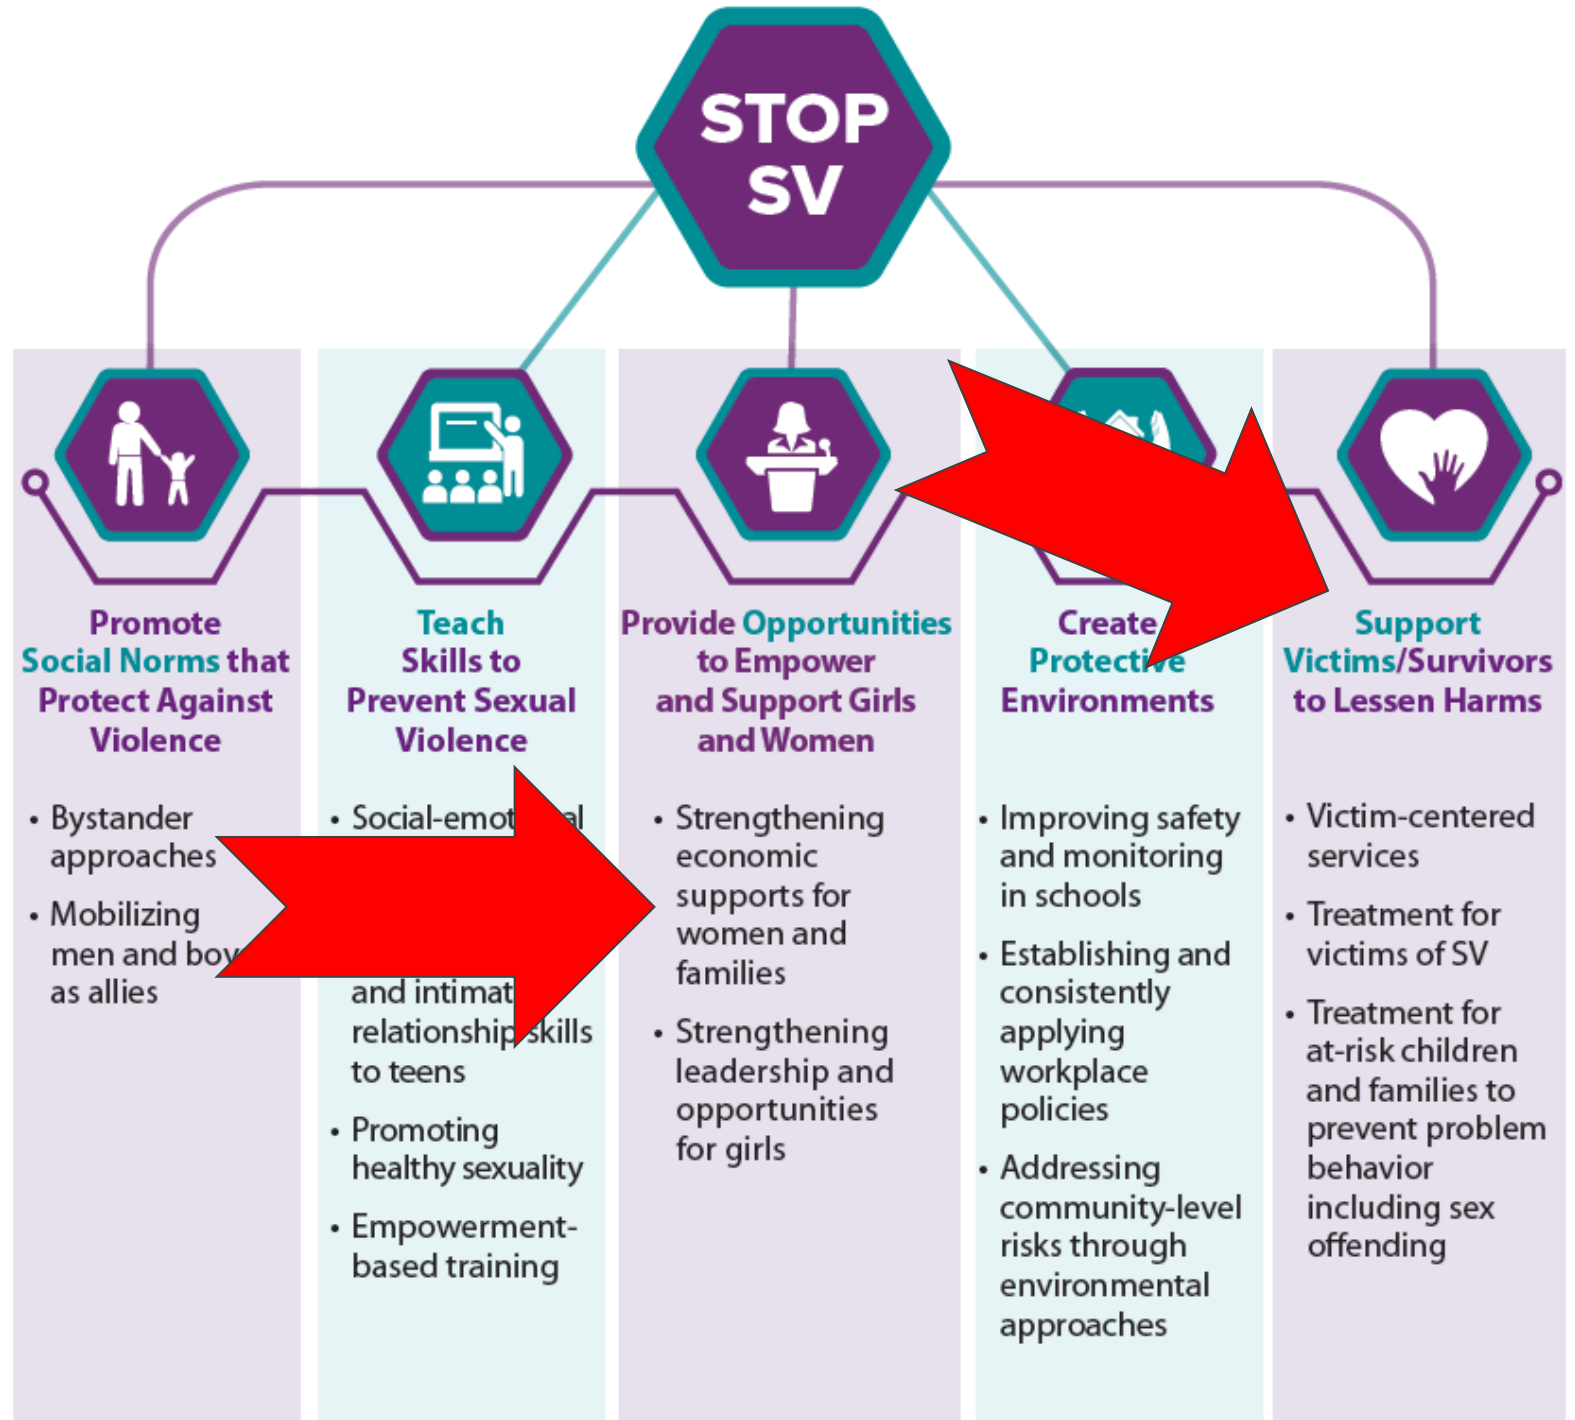 STOP
SV
Promote
Social Norms that
Protect Against
Violence
• Bystander
approaches
• Mobilizing
men and
as allies
Teach
Skills to
Prevent Sexual
Violence
•
and
relationship skills
to teens
• Promoting
healthy sexuality
• Empowerment-
based training
Provide Opportunities
to Empower
and Support Girls
and Women
• Strengthening
economic
supports for
women and
families
• Strengthening
leadership and
opportunities
for girls
Create
Protective
Environments
• Improving safety
and monitoring
in schools
• Establishing and
consistently
applying
workplace
policies
• Addressing
community-level
risks through
environmental
approaches
Support
Victims/Survivors
to Lessen Harms
• Victim-centered
services
• Treatment for
victims of SV
• Treatment for
at-risk children
and families to
prevent problem
behavior
including sex
offending